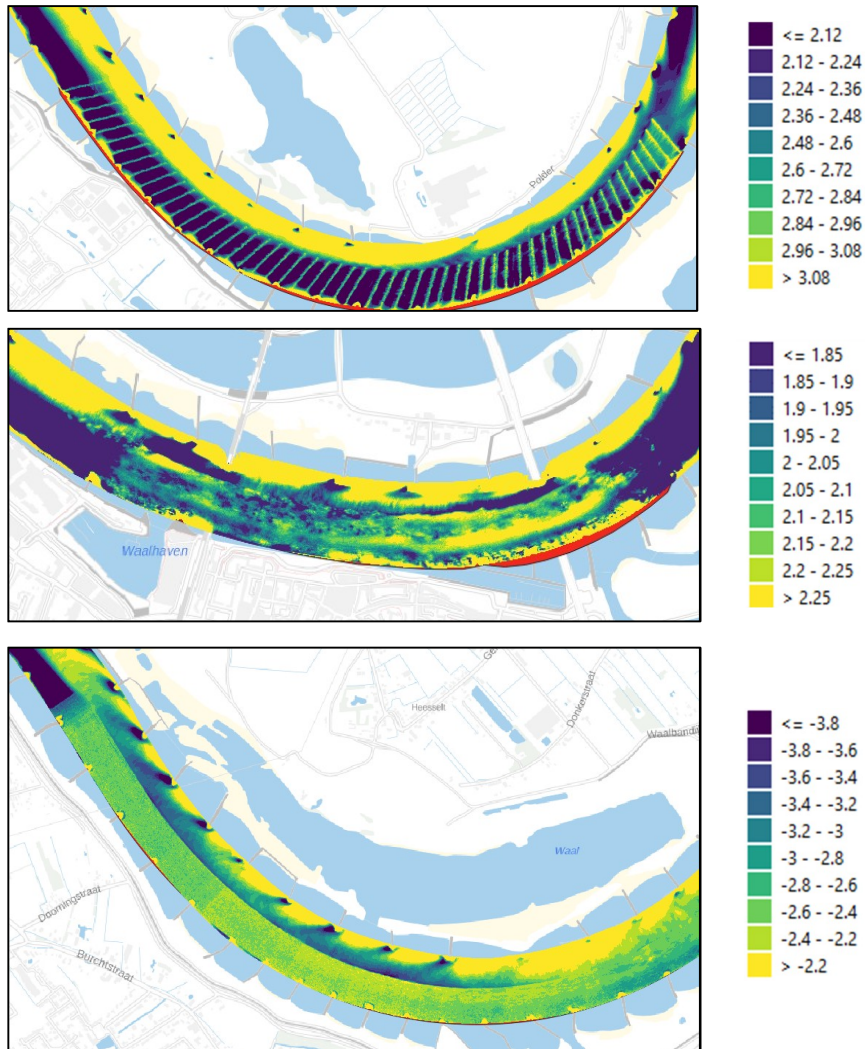 <= 2.12
2.12 - 2.24
2.24 - 2.36
2.36 - 2.48
2.48 - 2.6
2.6 - 2.72
2.72 - 2.84
2.84 - 2.96
2.96 - 3.08
> 3.08
Polder
<= 1.85
1.85 - 1.9
1.9 - 1.95
1.95 - 2
2 - 2.05
2.05 - 2.1
2.1 - 2.15
2.15 - 2.2
2.2 - 2.25
> 2.25
Waalhaven
Heesselt
Donkerstraat
Waalbandi
Waal
Doorningstraat
Burchtstraat
<= -3.8
-3.8 - -3.6
-3.6 - -3.4
-3.4 - -3.2
-3.2 - -3
-3 - -2.8
-2.8 - -2.6
-2.6 - -2.4
-2.4 - -2.2
> -2.2